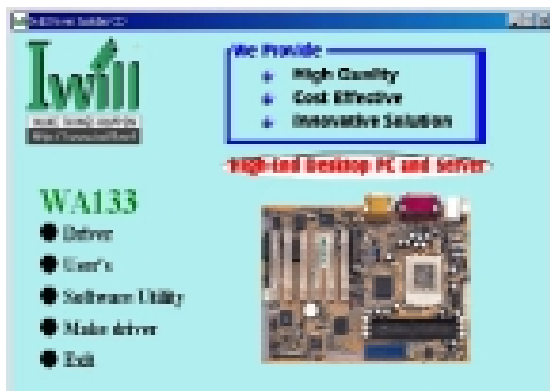 Iwill
We Provide
High Quality
Cost Effective
Innovative Solution
High-End Desktop PC and Server
WA133
Driver
User's
Software Utility
Make driver
Exit